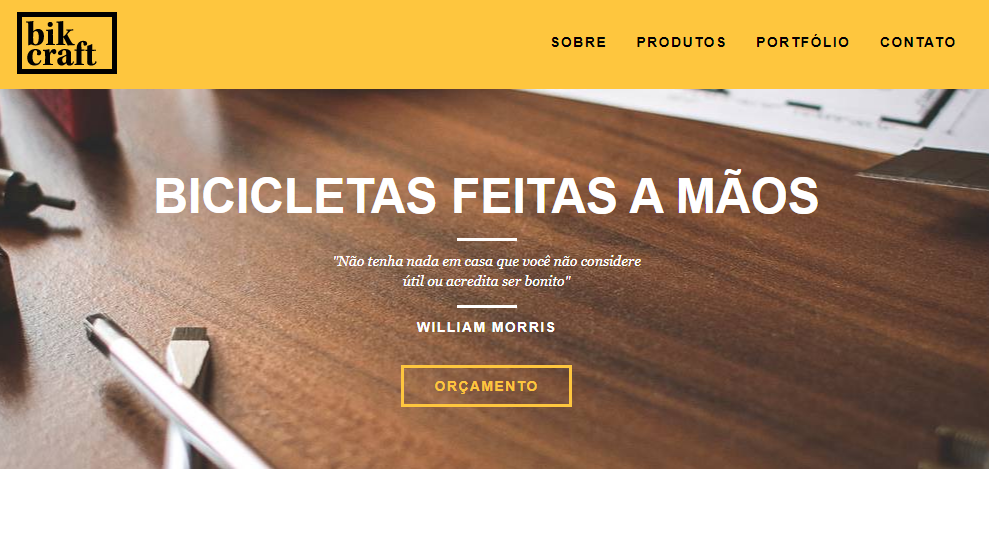 bik
craft
SOBRE PRODUTOS PORTFÓLIO CONTATO
BICICLETAS FEITAS A MÃOS
"Não tenha nada em casa que você não considere
útil ou acredita ser bonito"
WILLIAM MORRIS
ORÇAMENTO